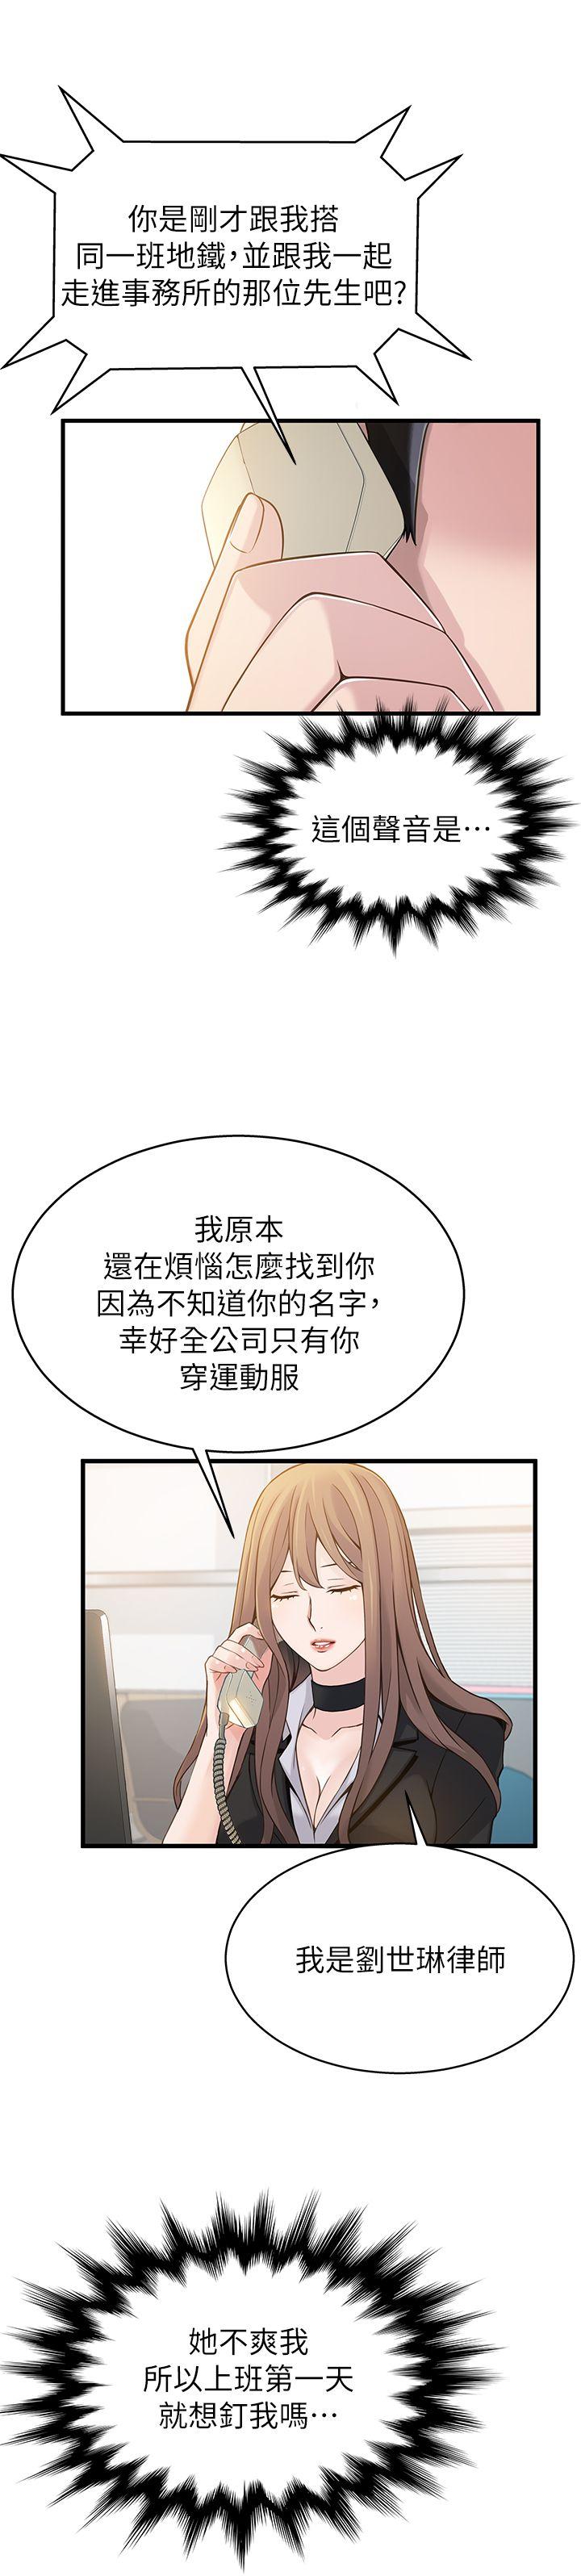 你是剛才跟我搭
同一班地鐵，並跟我一起
走進事務所的那位先生吧？
這個聲音是…
我原本
還在煩惱怎麼找到你
因為不知道你的名字，
幸好全公司只有你
穿運動服
我是劉世琳律師
她不爽我
所以上班第一天
就想釘我嗎…